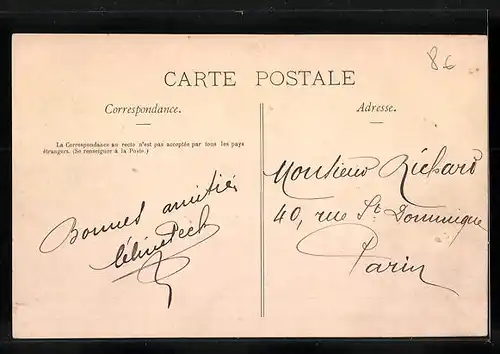 86
CARTE POSTALE
Correspondance.
La Correspondance au recto n'est pas acceptée par tous les pays
étrangers. (Se renseigner à la Poste.)
Bonnes amitiés
Adresse.
Monsieur Richard
40, rue St Dominique
Paris